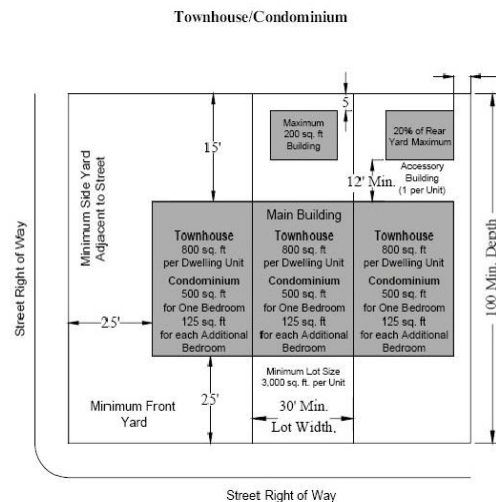 Townhouse/Condominium
5
Maximum
200 sq. ft
Building
20% of Rear
Yard Maximum
15'
Accessory
Building
(1 per Unit)
12' Min.
Minimum Side Yard
Adjacent to Street
Main Building
Townhouse
800 sq. ft
per Dwelling Unit
Condominium
500 sq. ft
for One Bedroom
125 sq. ft
for each Additional
Bedroom
Townhouse
800 sq. ft
per Dwelling Unit
Condominium
500 sq. ft
for One Bedroom
125 sq. ft
for each Additional
Bedroom
Townhouse
800 sq. ft
per Dwelling Unit
Condominium
500 sq. ft
for One Bedroom
125 sq. ft
for each Additional
Bedroom
100 Min. Depth
Street Right of Way
25'
25'
Minimum Lot Size
3,000 sq. ft. per Unit
Minimum Front
Yard
30' Min.
Lot Width.
Street Right of Way